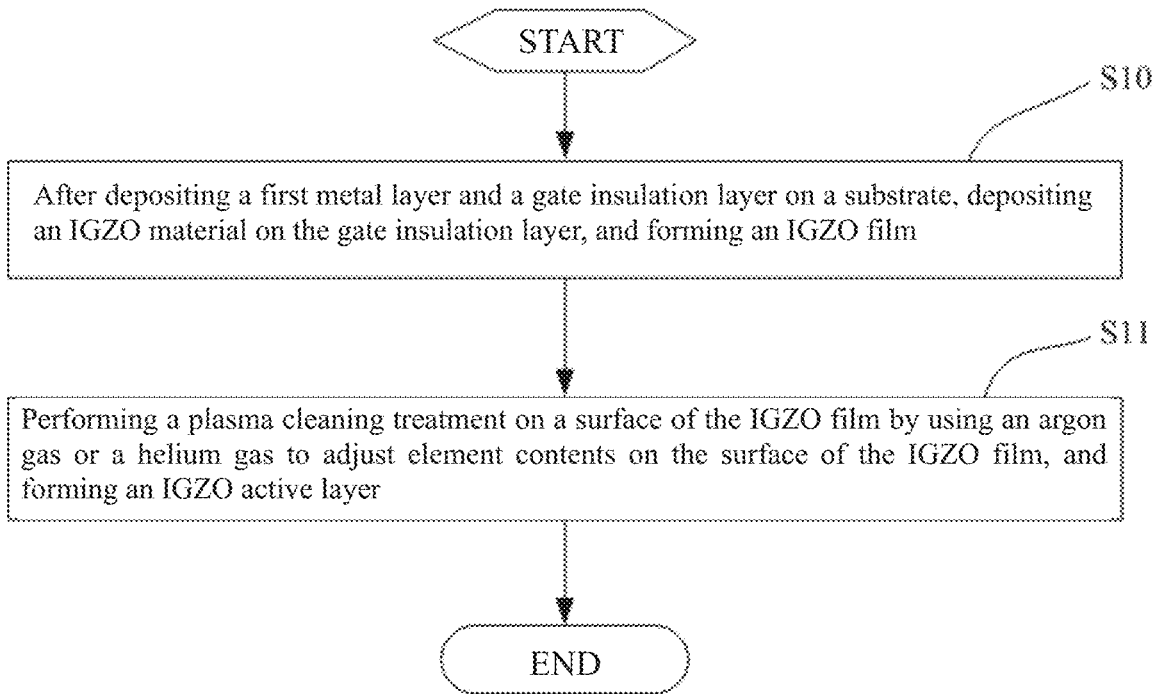 START
S10
After depositing a first metal layer and a gate insulation layer on a substrate, depositing
an IGZO material on the gate insulation layer, and forming an IGZO film
S11
Performing a plasma cleaning treatment on a surface of the IGZO film by using an argon
gas or a helium gas to adjust element contents on the surface of the IGZO film, and
forming an IGZO active layer
END